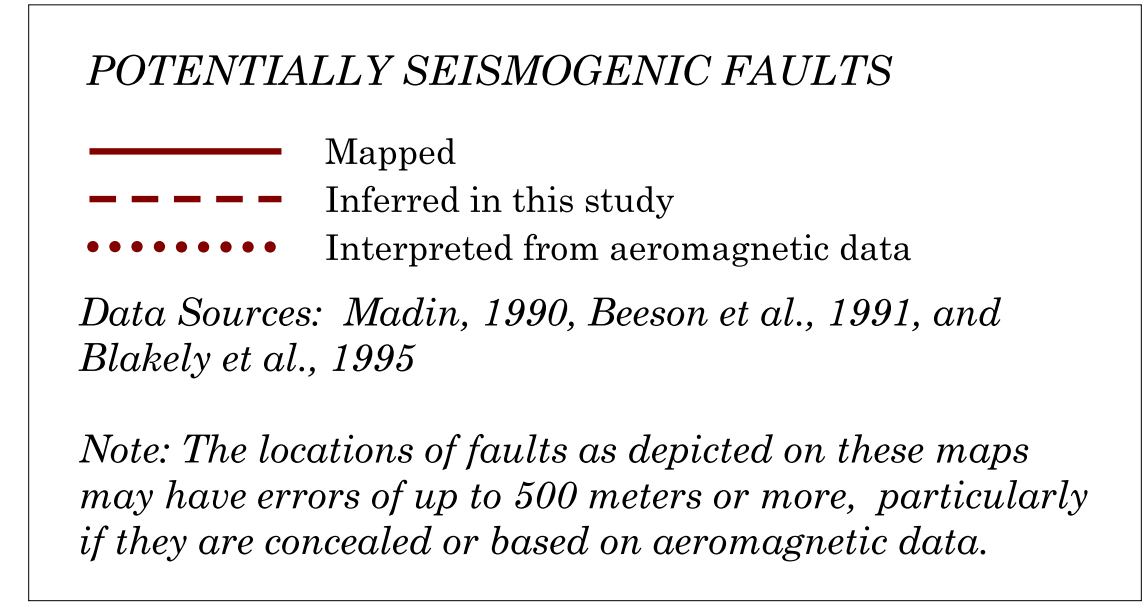 POTENTIALLY SEISMOGENIC FAULTS
Mapped
Inferred in this study
Interpreted from aeromagnetic data
Data Sources:  Madin, 1990, Beeson et al., 1991, and
Blakely et al., 1995
Note: The locations of faults as depicted on these maps
may have errors of up to 500 meters or more,  particularly
if they are concealed or based on aeromagnetic data.